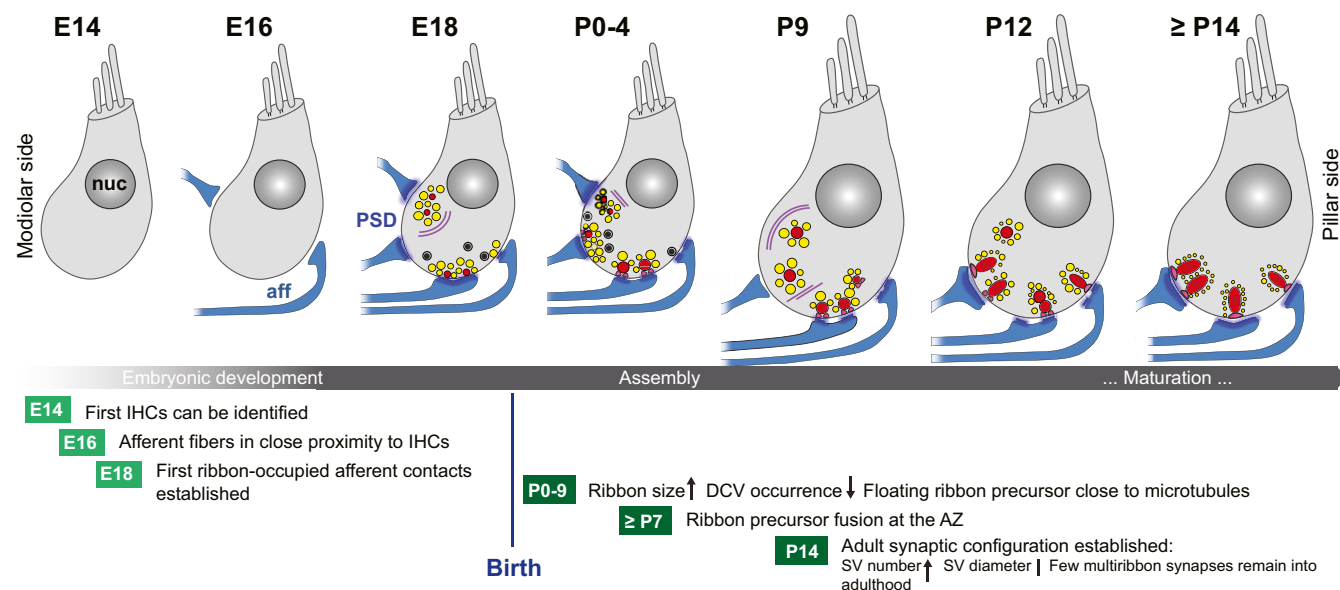 E14 E16 E18 P0-4 P9 P12 ≥ P14
Modiolar side
Pillar side
nuc
PSD
aff
Embryonic development Assembly ... Maturation ...
E14 First IHCs can be identified
E16 Afferent fibers in close proximity to IHCs
E18 First ribbon-occupied afferent contacts
established
P0-9 Ribbon size ↑ DCV occurrence ↓ Floating ribbon precursor close to microtubules
≥ P7 Ribbon precursor fusion at the AZ
P14 Adult synaptic configuration established:
SV number ↑ SV diameter | Few multiribbon synapses remain into
adulthood
Birth